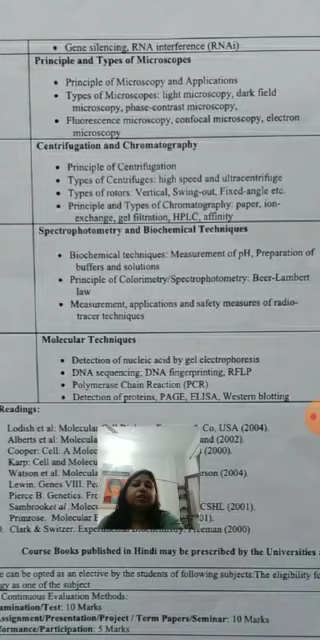 • Gene silencing, RNA interference (RNAi)
Principle and Types of Microscopes
• Principle of Microscopy and Applications
• Types of Microscopes: light microscopy, dark field
microscopy, phase-contrast microscopy,
• Fluorescence microscopy, confocal microscopy, electron
microscopy
Centrifugation and Chromatography
• Principle of Centrifugation
• Types of Centrifuges: high speed and ultracentrifuge
• Types of rotors: Vertical, Swing-out, Fixed-angle etc.
• Principle and Types of Chromatography: paper, ion-
exchange, gel filtration, HPLC, affinity
Spectrophotometry and Biochemical Techniques
• Biochemical techniques: Measurement of pH, Preparation of
buffers and solutions
• Principle of Colorimetry/Spectrophotometry: Beer-Lambert
law
• Measurement, applications and safety measures of radio-
tracer techniques
Molecular Techniques
• Detection of nucleic acid by gel electrophoresis
• DNA sequencing, DNA fingerprinting, RFLP
• Polymerase Chain Reaction (PCR)
• Detection of proteins, PAGE, ELISA, Western blotting
Readings:
Lodish et al: Molecular Co, USA (2004).
Alberts et al: Molecula and (2002).
Cooper: Cell: A Molec (2000).
Karp: Cell and Molecu
Watson et al. Molecula rson (2004).
Lewin. Genes VIII. Pe
Pierce B. Genetics. Fr
Sambrook et al. Molec CSHL (2001).
Primrose. Molecular B 01).
Clark & Switzer. Experimental Biochemistry. Freeman (2000)
Course Books published in Hindi may be prescribed by the Universities
e can be opted as an elective by the students of following subjects: The eligibility fo
gy as one of the subject
Continuous Evaluation Methods:
amination/Test: 10 Marks
Assignment/Presentation/Project / Term Papers/Seminar: 10 Marks
formance/Participation: 5 Marks